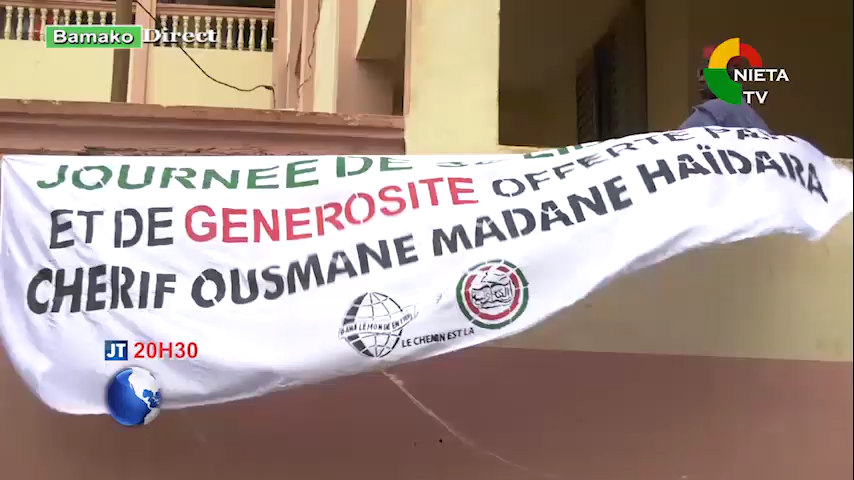 Bamako Direct
NIETA
TV
JOURNÉE DE
ET DE GENEROSITE OFFERTE PAR
CHERIF OUSMANE MADANE HAÏDARA
LE CHEMIN EST LA
JT 20H30